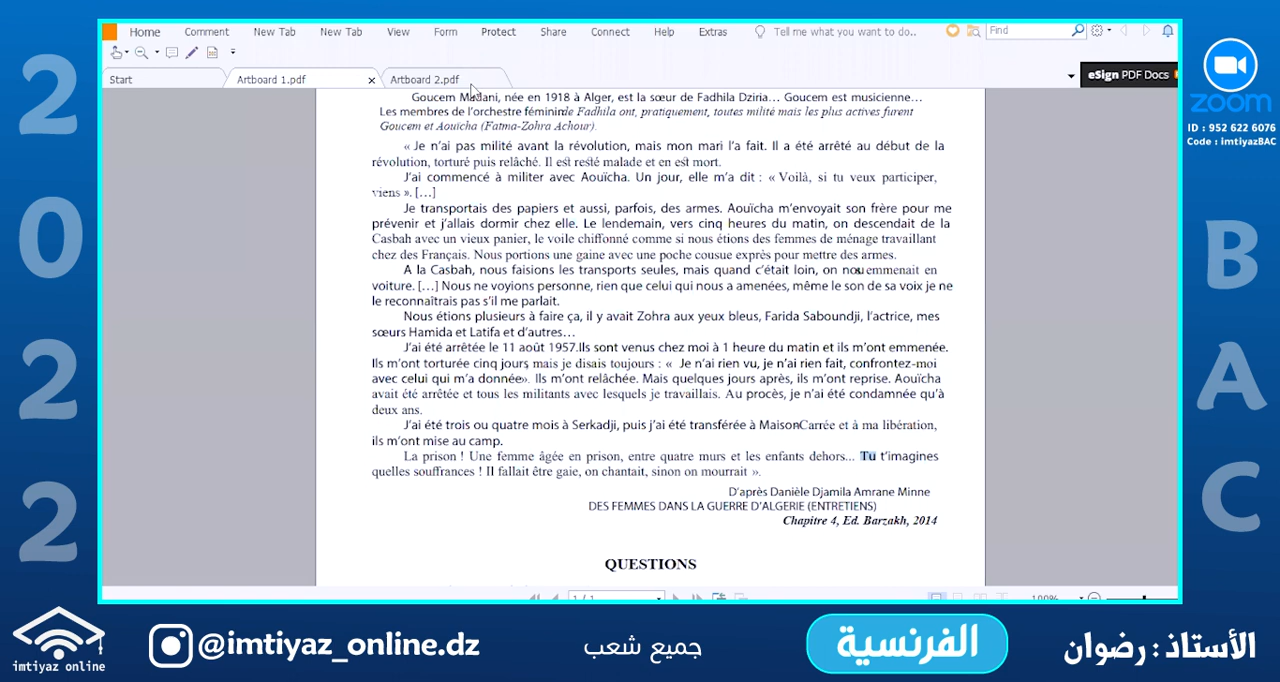 Home Comment New Tab New Tab View Form Protect Share Connect Help Extras Tell me what you want to do.. Find
Start Artboard 1.pdf Artboard 2.pdf eSign PDF Docs
Goucem Madani, née en 1918 à Alger, est la sœur de Fadhila Dziria… Goucem est musicienne…
Les membres de l'orchestre féminin de Fadhila ont, pratiquement, toutes milité mais les plus actives furent
Goucem et Aouïcha (Fatma-Zohra Achour).
« Je n'ai pas milité avant la révolution, mais mon mari l'a fait. Il a été arrêté au début de la
révolution, torturé puis relâché. Il est resté malade et en est mort.
J'ai commencé à militer avec Aouïcha. Un jour, elle m'a dit : « Voilà, si tu veux participer,
viens ». […]
Je transportais des papiers et aussi, parfois, des armes. Aouïcha m'envoyait son frère pour me
prévenir et j'allais dormir chez elle. Le lendemain, vers cinq heures du matin, on descendait de la
Casbah avec un vieux panier, le voile chiffonné comme si nous étions des femmes de ménage travaillant
chez des Français. Nous portions une gaine avec une poche cousue exprès pour mettre des armes.
A la Casbah, nous faisions les transports seules, mais quand c'était loin, on nous emmenait en
voiture. […] Nous ne voyions personne, rien que celui qui nous a amenées, même le son de sa voix je ne
le reconnaîtrais pas s'il me parlait.
Nous étions plusieurs à faire ça, il y avait Zohra aux yeux bleus, Farida Saboundji, l'actrice, mes
sœurs Hamida et Latifa et d'autres…
J'ai été arrêtée le 11 août 1957.Ils sont venus chez moi à 1 heure du matin et ils m'ont emmenée.
Ils m'ont torturée cinq jours, mais je disais toujours : « Je n'ai rien vu, je n'ai rien fait, confrontez-moi
avec celui qui m'a donnée». Ils m'ont relâchée. Mais quelques jours après, ils m'ont reprise. Aouïcha
avait été arrêtée et tous les militants avec lesquels je travaillais. Au procès, je n'ai été condamnée qu'à
deux ans.
J'ai été trois ou quatre mois à Serkadji, puis j'ai été transférée à Maison-Carrée et à ma libération,
ils m'ont mise au camp.
La prison ! Une femme âgée en prison, entre quatre murs et les enfants dehors... Tu t'imagines
quelles souffrances ! Il fallait être gaie, on chantait, sinon on mourrait ».
D'après Danièle Djamila Amrane Minne
DES FEMMES DANS LA GUERRE D'ALGERIE (ENTRETIENS)
Chapitre 4, Ed. Barzakh, 2014
QUESTIONS
1 / 1 100%
2022
BAC
zoom
ID : 952 622 6076
Code : imtiyazBAC
imtiyaz online
@imtiyaz_online.dz
جميع شعب
الفرنسية
الأستاذ : رضوان